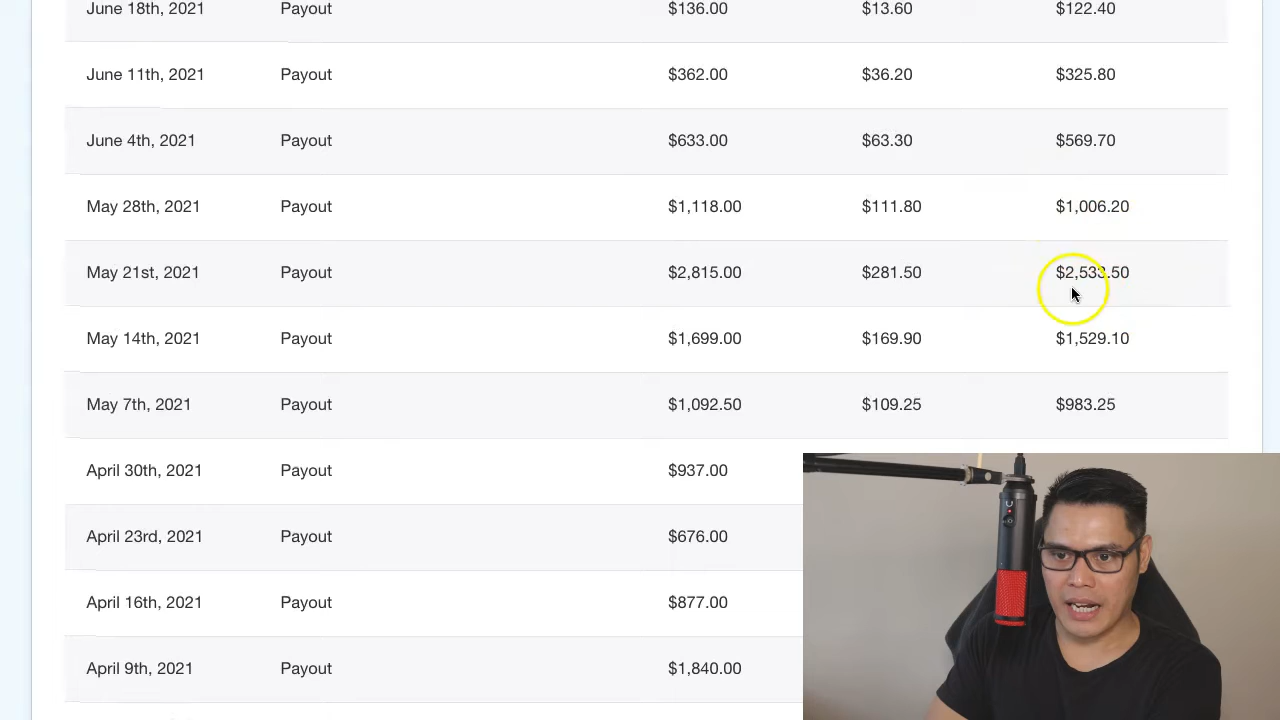 June 18th, 2021 Payout $136.00 $13.60 $122.40
June 11th, 2021 Payout $362.00 $36.20 $325.80
June 4th, 2021 Payout $633.00 $63.30 $569.70
May 28th, 2021 Payout $1,118.00 $111.80 $1,006.20
May 21st, 2021 Payout $2,815.00 $281.50 $2,533.50
May 14th, 2021 Payout $1,699.00 $169.90 $1,529.10
May 7th, 2021 Payout $1,092.50 $109.25 $983.25
April 30th, 2021 Payout $937.00
April 23rd, 2021 Payout $676.00
April 16th, 2021 Payout $877.00
April 9th, 2021 Payout $1,840.00